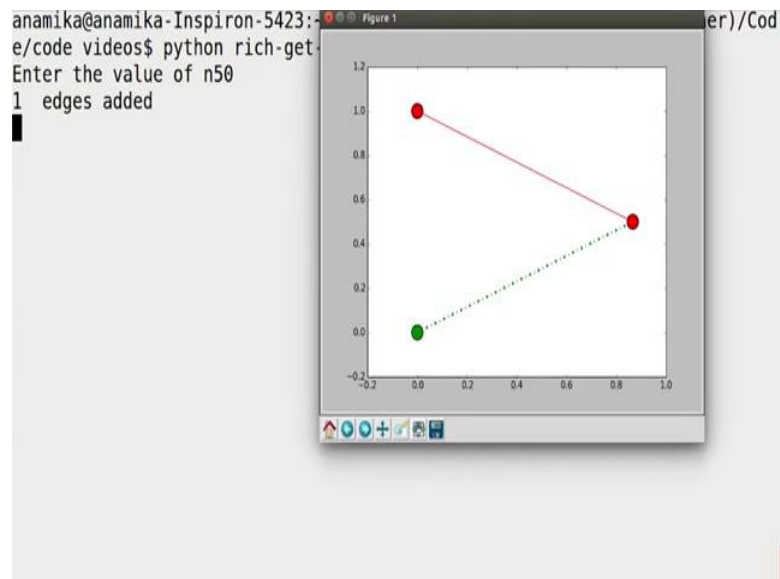 anamika@anamika-Inspiron-5423:~ er)/Cod
e/code videos$ python rich-get-
Enter the value of n50
1 edges added
Figure 1
1.2
1.0
0.8
0.6
0.4
0.2
0.0
−0.2
−0.2 0.0 0.2 0.4 0.6 0.8 1.0